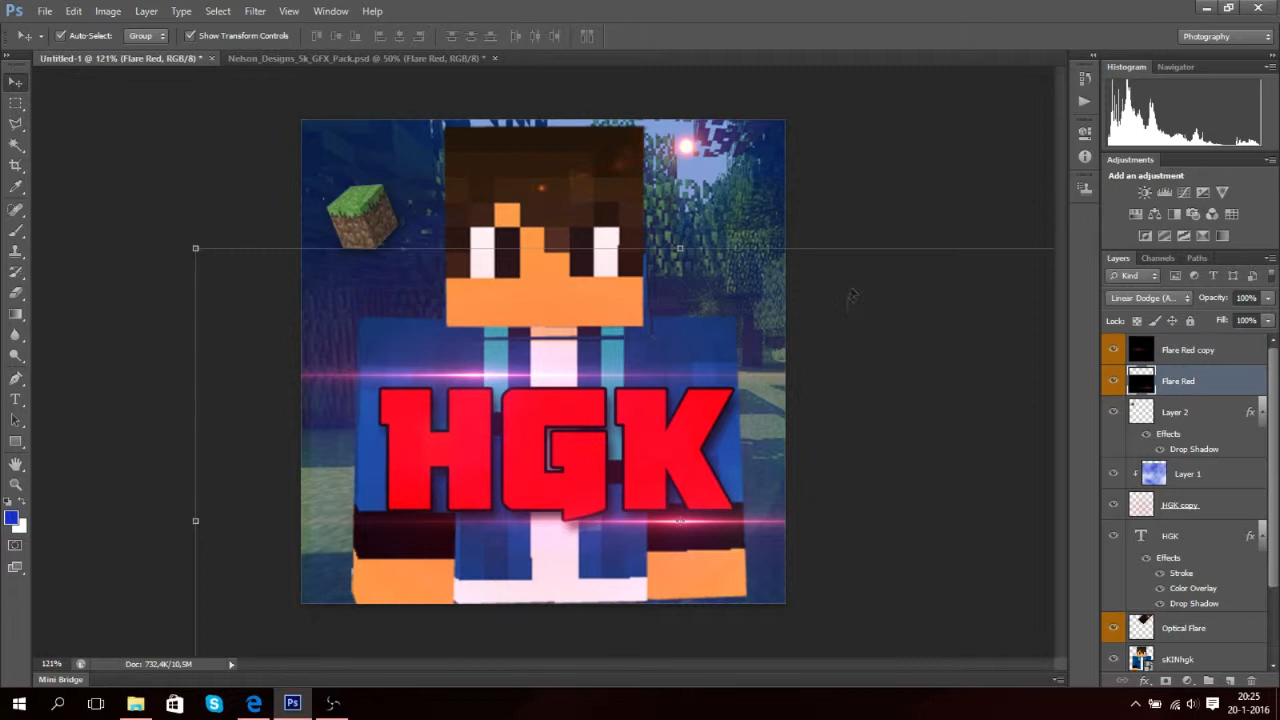 Ps File Edit Image Layer Type Select Filter View Window Help
Auto-Select: Group Show Transform Controls Photography
Untitled-1 @ 121% (Flare Red, RGB/8) * × Nelson_Designs_5k_GFX_Pack.psd @ 50% (Flare Red, RGB/8) * ×
Histogram Navigator
Adjustments
Add an adjustment
Layers Channels Paths
Kind
Linear Dodge (A... Opacity: 100%
Lock: Fill: 100%
Flare Red copy
Flare Red
Layer 2 fx
Effects
Drop Shadow
Layer 1
HGK copy
T HGK fx
Effects
Stroke
Color Overlay
Drop Shadow
Optical Flare
sKINhgk
HGK
121% Doc: 732,4K/10,5M
Mini Bridge
20:25
20-1-2016